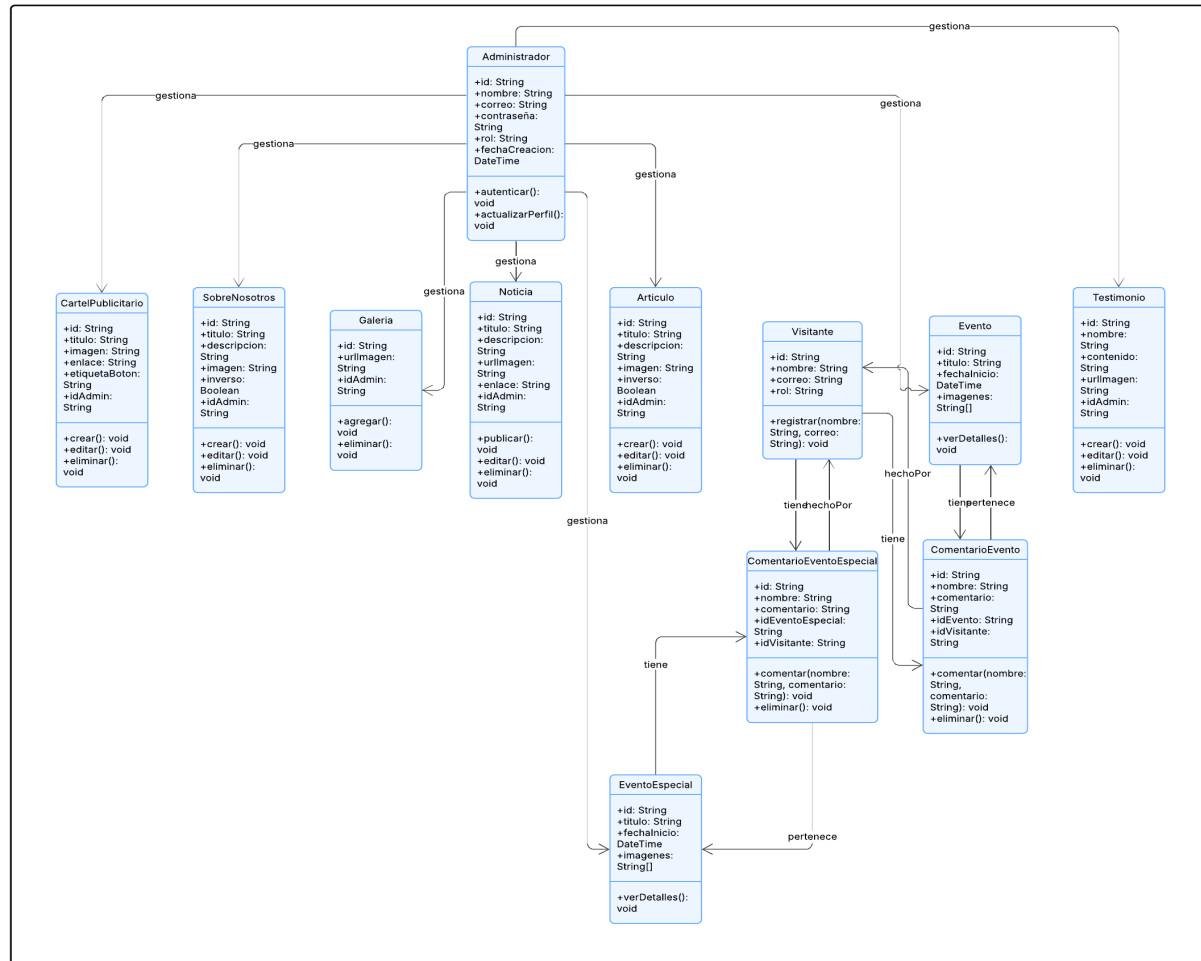 gestiona
Administrador
+id: String
+nombre: String
+correo: String
+contraseña:
String
+rol: String
+fechaCreacion:
DateTime
+autenticar():
void
+actualizarPerfil():
void
gestiona
gestiona
gestiona
gestiona
gestiona
gestiona
CartelPublicitario
+id: String
+titulo: String
+imagen: String
+enlace: String
+etiquetaBoton:
String
+idAdmin:
String
+crear(): void
+editar(): void
+eliminar():
void
SobreNosotros
+id: String
+titulo: String
+descripcion:
String
+imagen: String
+inverso:
Boolean
+idAdmin:
String
+crear(): void
+editar(): void
+eliminar():
void
Galeria
+id: String
+urlImagen:
String
+idAdmin:
String
+agregar():
void
+eliminar():
void
Noticia
+id: String
+titulo: String
+descripcion:
String
+urlImagen:
String
+enlace: String
+idAdmin:
String
+publicar():
void
+editar(): void
+eliminar():
void
Articulo
+id: String
+titulo: String
+descripcion:
String
+imagen: String
+inverso:
Boolean
+idAdmin:
String
+crear(): void
+editar(): void
+eliminar():
void
Visitante
+id: String
+nombre: String
+correo: String
+rol: String
+registrar(nombre:
String, correo:
String): void
Evento
+id: String
+titulo: String
+fechaInicio:
DateTime
+imagenes:
String[]
+verDetalles():
void
Testimonio
+id: String
+nombre:
String
+contenido:
String
+urlImagen:
String
+idAdmin:
String
+crear(): void
+editar(): void
+eliminar():
void
hechoPor
tiene
hechoPor
tiene
pertenece
gestiona
tiene
ComentarioEventoEspecial
+id: String
+nombre: String
+comentario: String
+idEventoEspecial:
String
+idVisitante: String
+comentar(nombre:
String, comentario:
String): void
+eliminar(): void
ComentarioEvento
+id: String
+nombre: String
+comentario:
String
+idEvento: String
+idVisitante:
String
+comentar(nombre:
String,
comentario:
String): void
+eliminar(): void
tiene
EventoEspecial
+id: String
+titulo: String
+fechaInicio:
DateTime
+imagenes:
String[]
+verDetalles():
void
pertenece